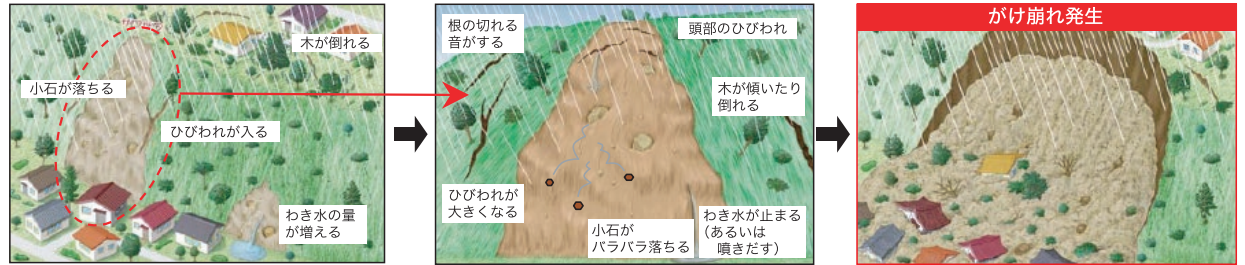 木が倒れる
小石が落ちる
ひびわれが入る
わき水の量
が増える
根の切れる
音がする
頭部のひびわれ
木が傾いたり
倒れる
ひびわれが
大きくなる
小石が
パラパラ落ちる
わき水が止まる
(あるいは
噴きだす)
がけ崩れ発生